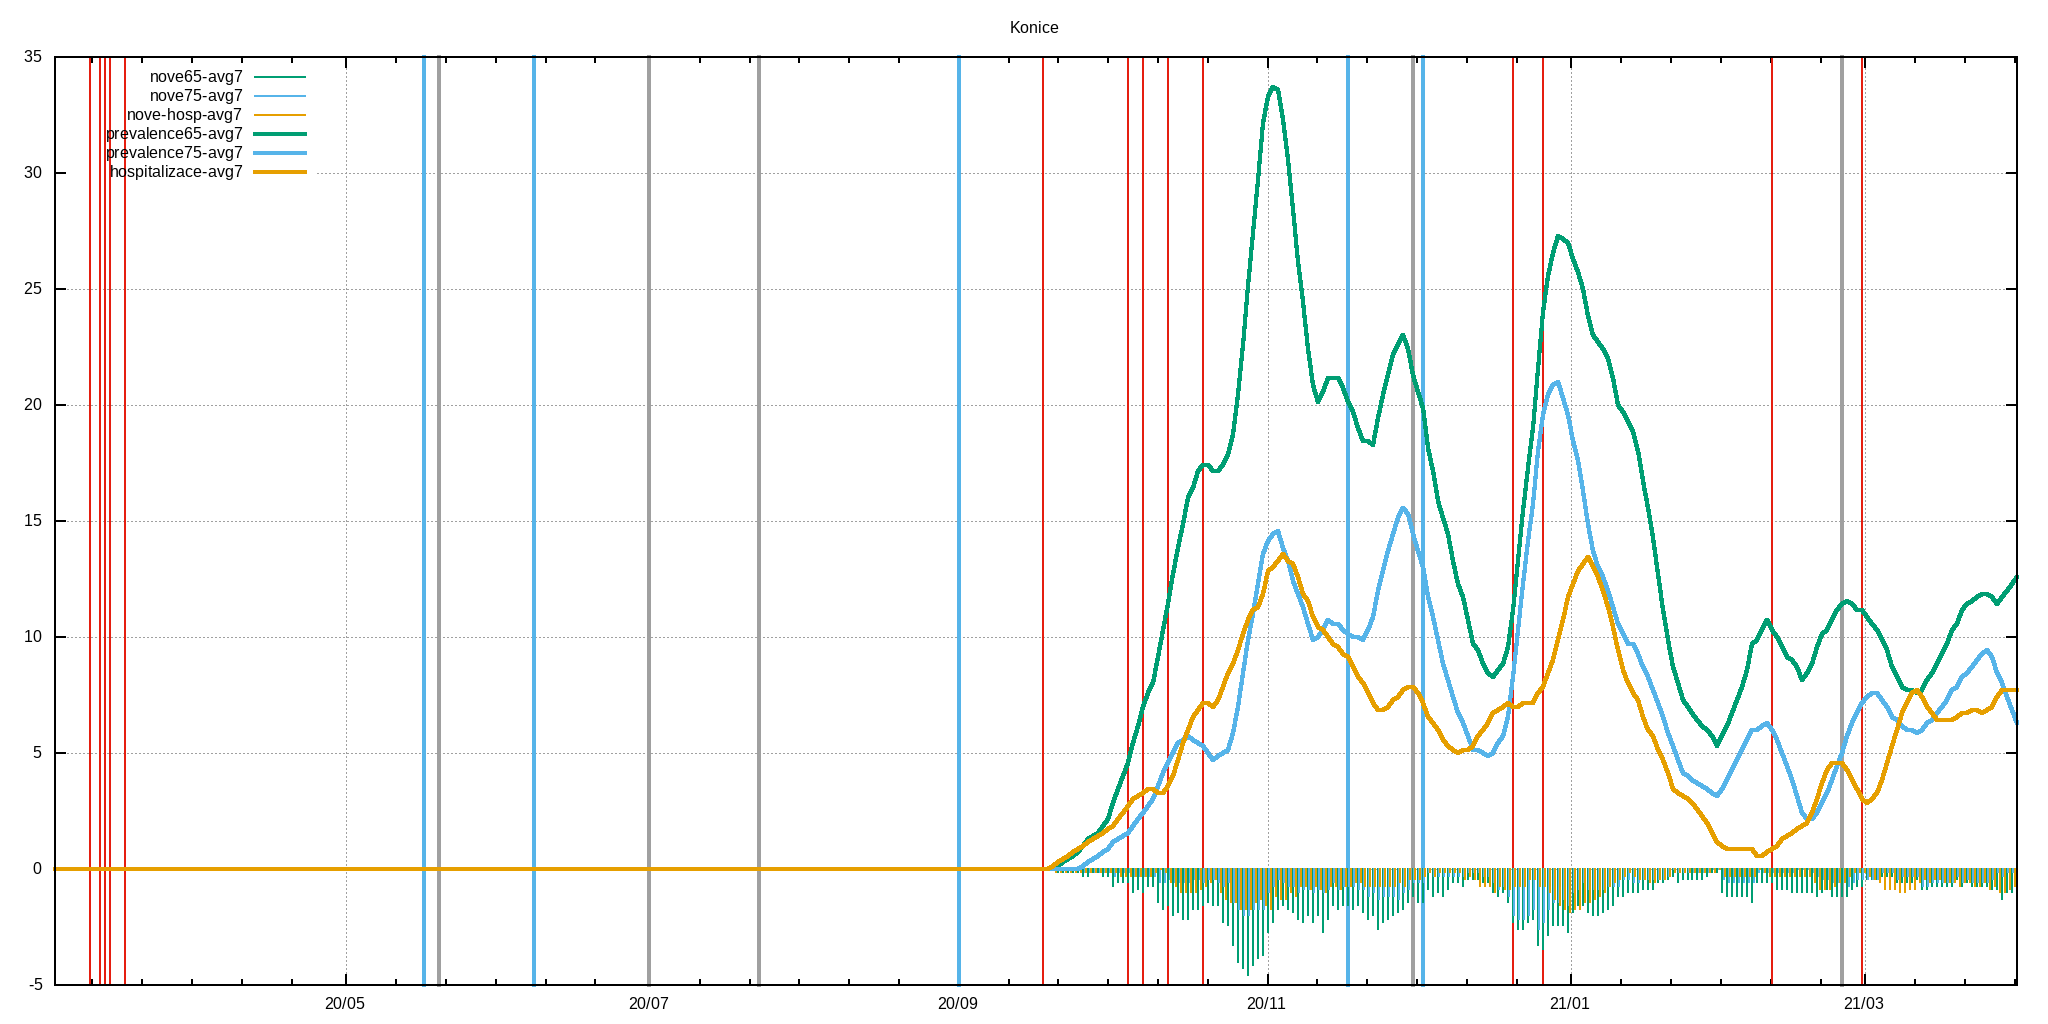 Konice
35
nove65-avg7
nove75-avg7
nove-hosp-avg7
prevalence65-avg7
prevalence75-avg7
hospitalizace-avg7
30
25
20
15
10
5
0
-5
20/05 20/07 20/09 20/11 21/01 21/03